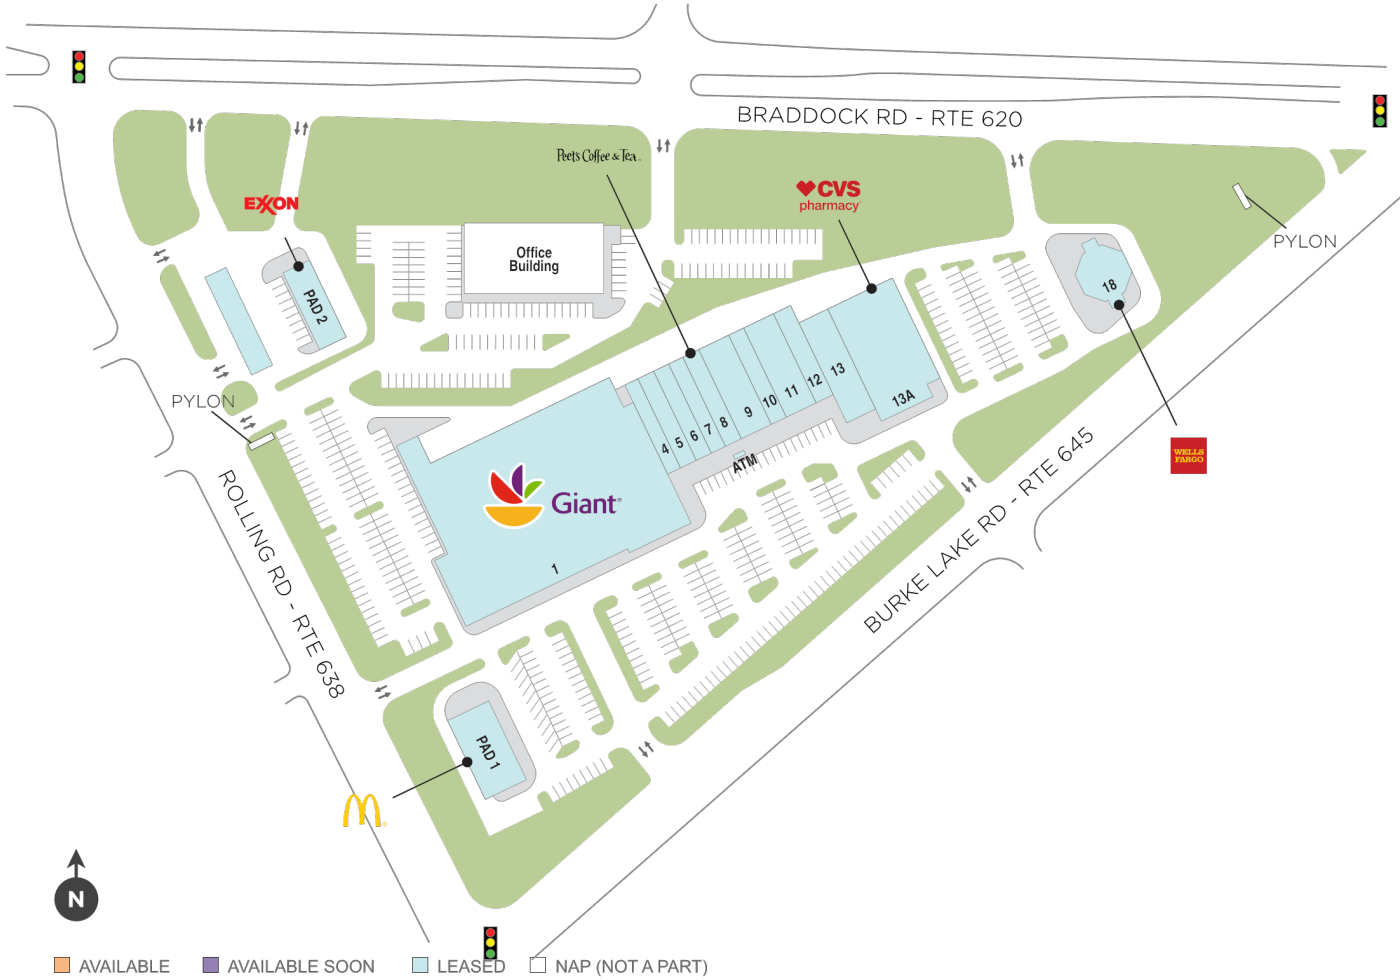 BRADDOCK RD - RTE 620
Peet's Coffee & Tea
CVS
pharmacy
EXXON
PYLON
Office
Building
PAD 2
18
PYLON
13A
13
12
11
10
9
8
7
6
5
4
ATM
WELLS
FARGO
Giant
1
ROLLING RD - RTE 638
BURKE LAKE RD - RTE 645
PAD 1
N
AVAILABLE
AVAILABLE SOON
LEASED
NAP (NOT A PART)